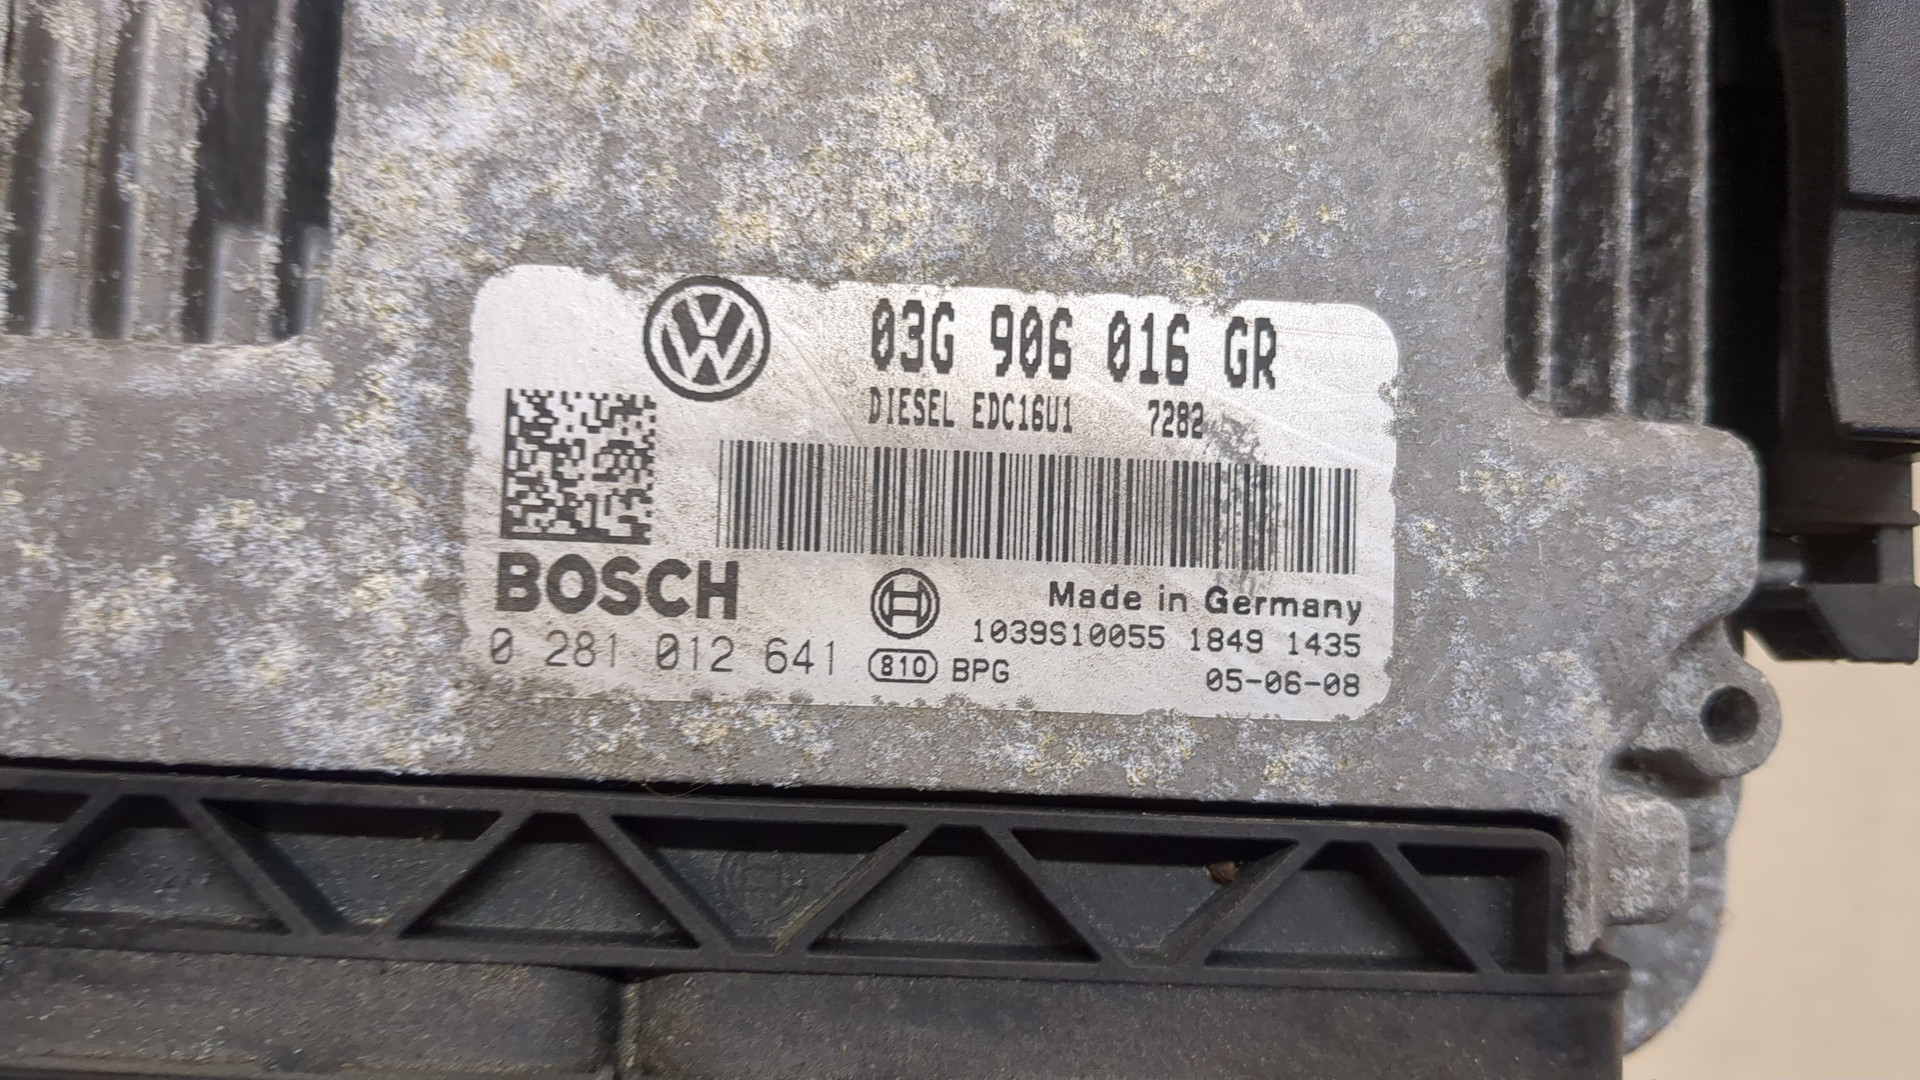 03G 906 016 GR
DIESEL EDC16U1 7282
BOSCH
Made in Germany
0 281 012 641
1039S10055 1849 1435
810 BPG
05-06-08